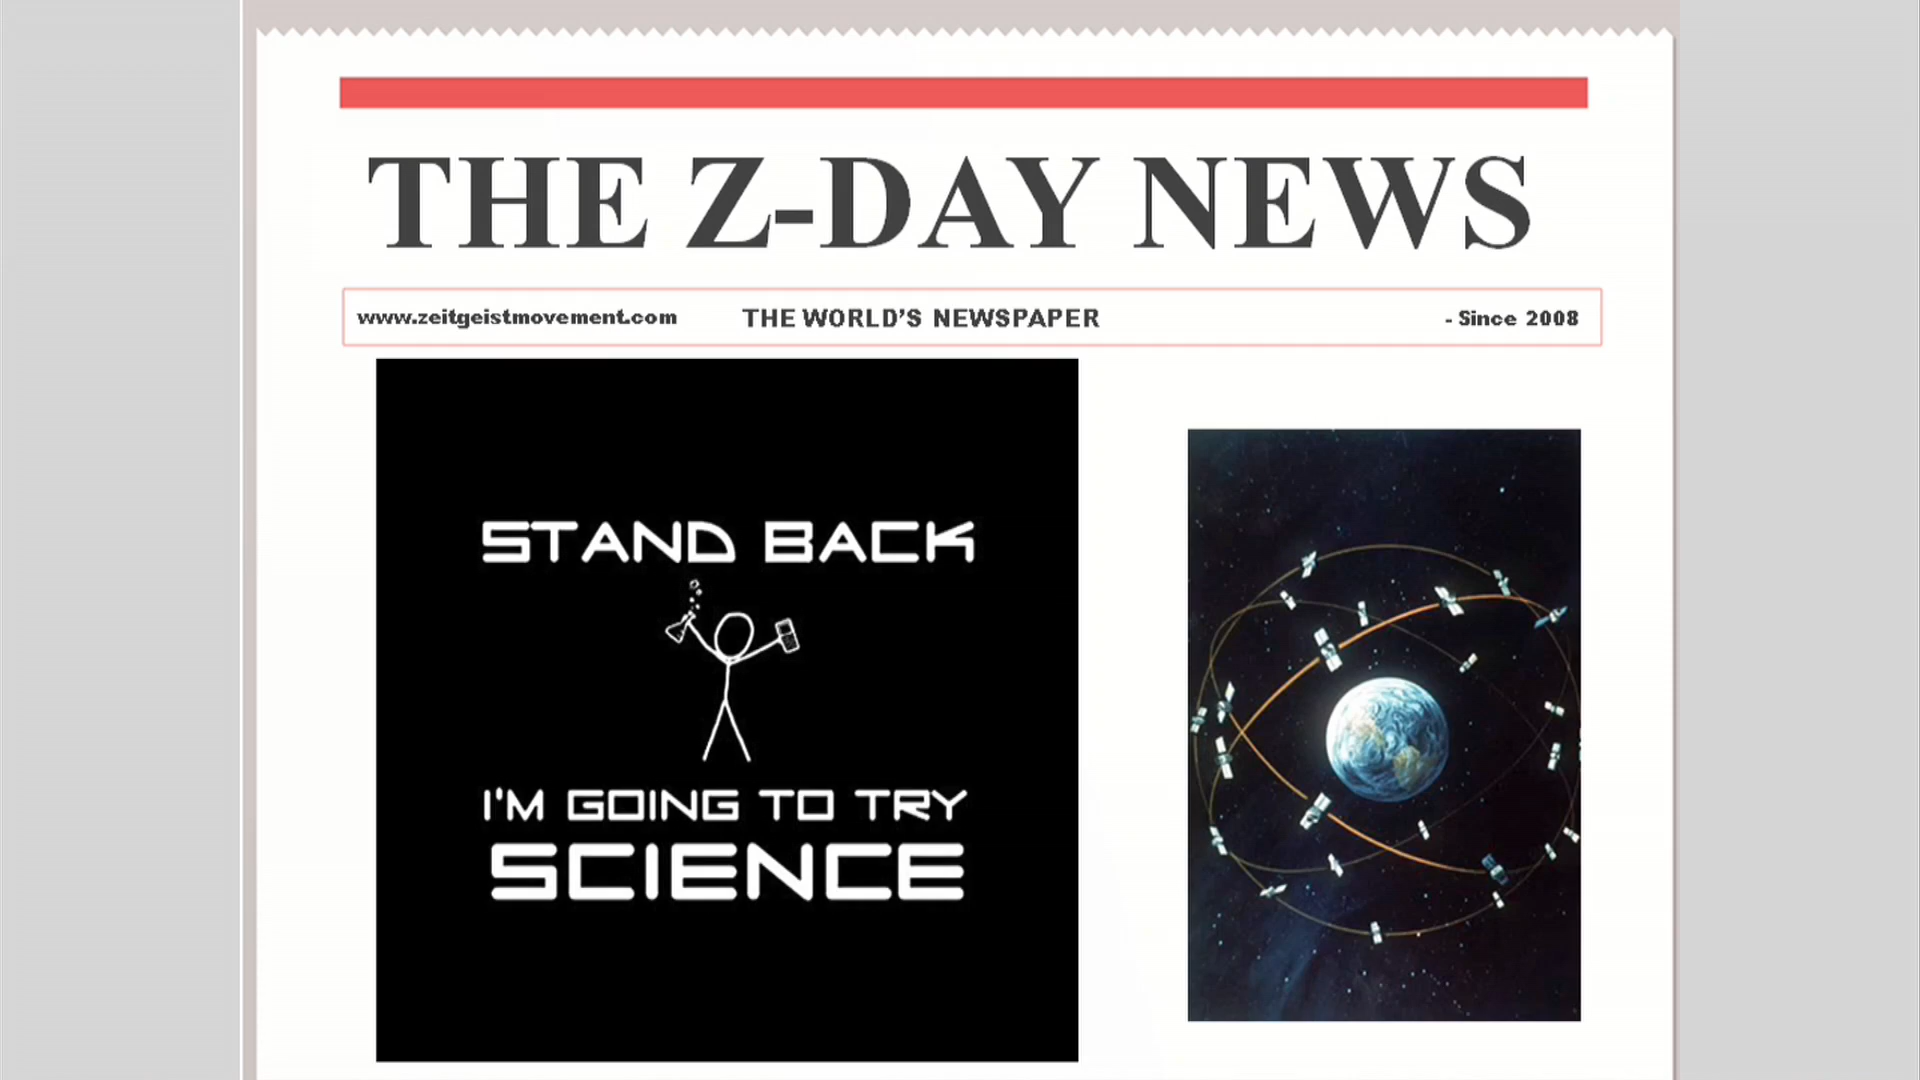 THE Z-DAY NEWS
www.zeitgeistmovement.com THE WORLD’S NEWSPAPER - Since 2008
STAND BACK
I'M GOING TO TRY
SCIENCE